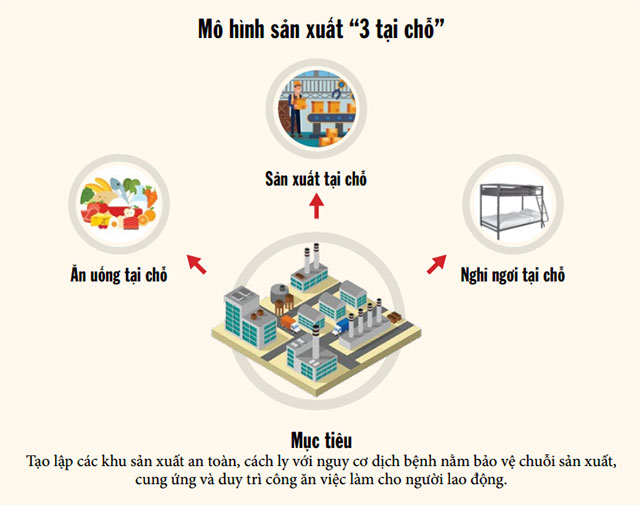 Mô hình sản xuất “3 tại chỗ”
Sản xuất tại chỗ
Ăn uống tại chỗ
Nghỉ ngơi tại chỗ
Mục tiêu
Tạo lập các khu sản xuất an toàn, cách ly với nguy cơ dịch bệnh nằm bảo vệ chuỗi sản xuất,
cung ứng và duy trì công ăn việc làm cho người lao động.